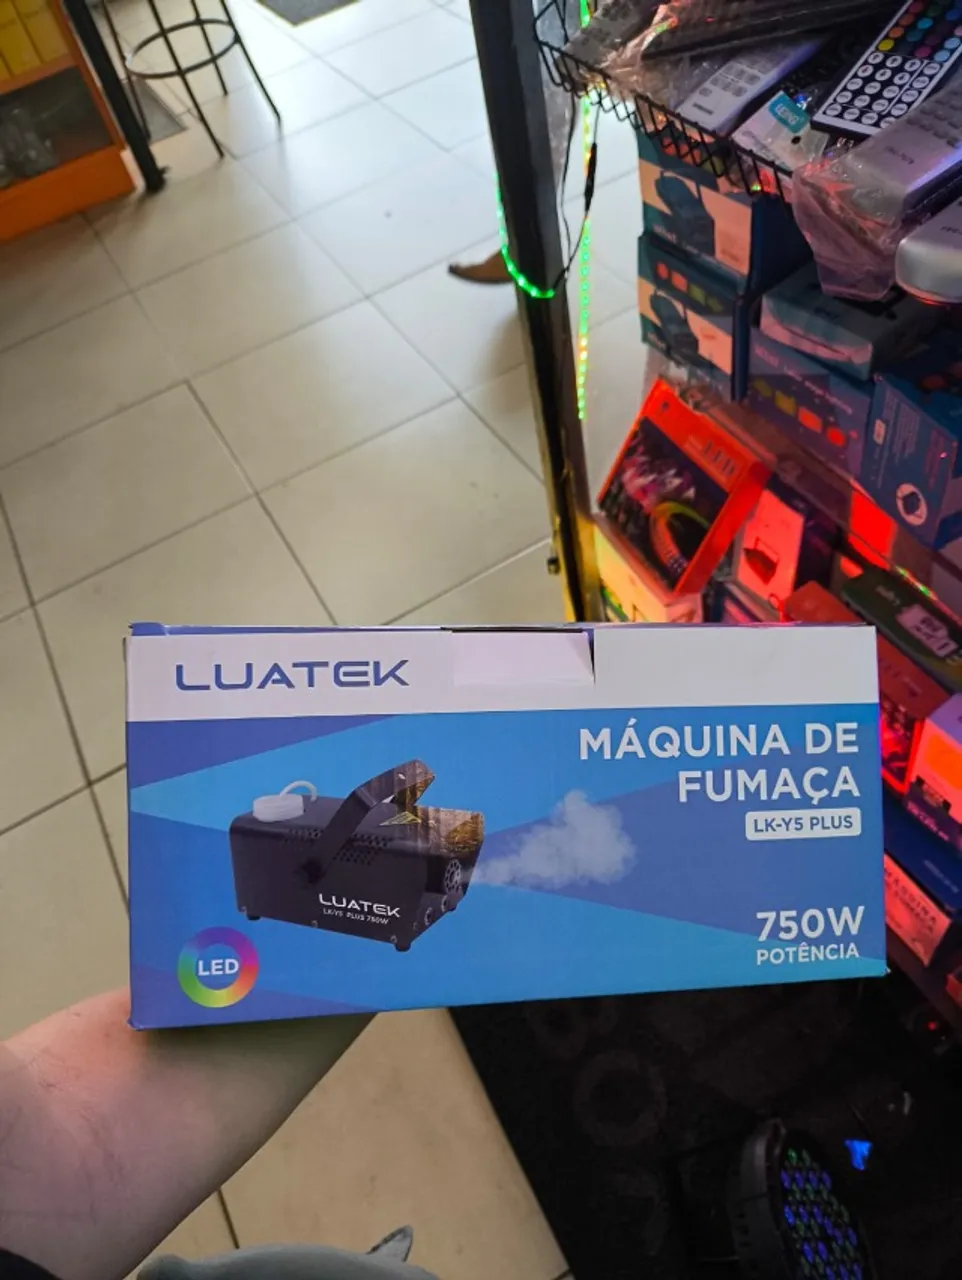 LUATEK
MÁQUINA DE
FUMAÇA
LK-Y5 PLUS
LUATEK
LK-Y5 PLUS 750W
750W
POTÊNCIA
LED